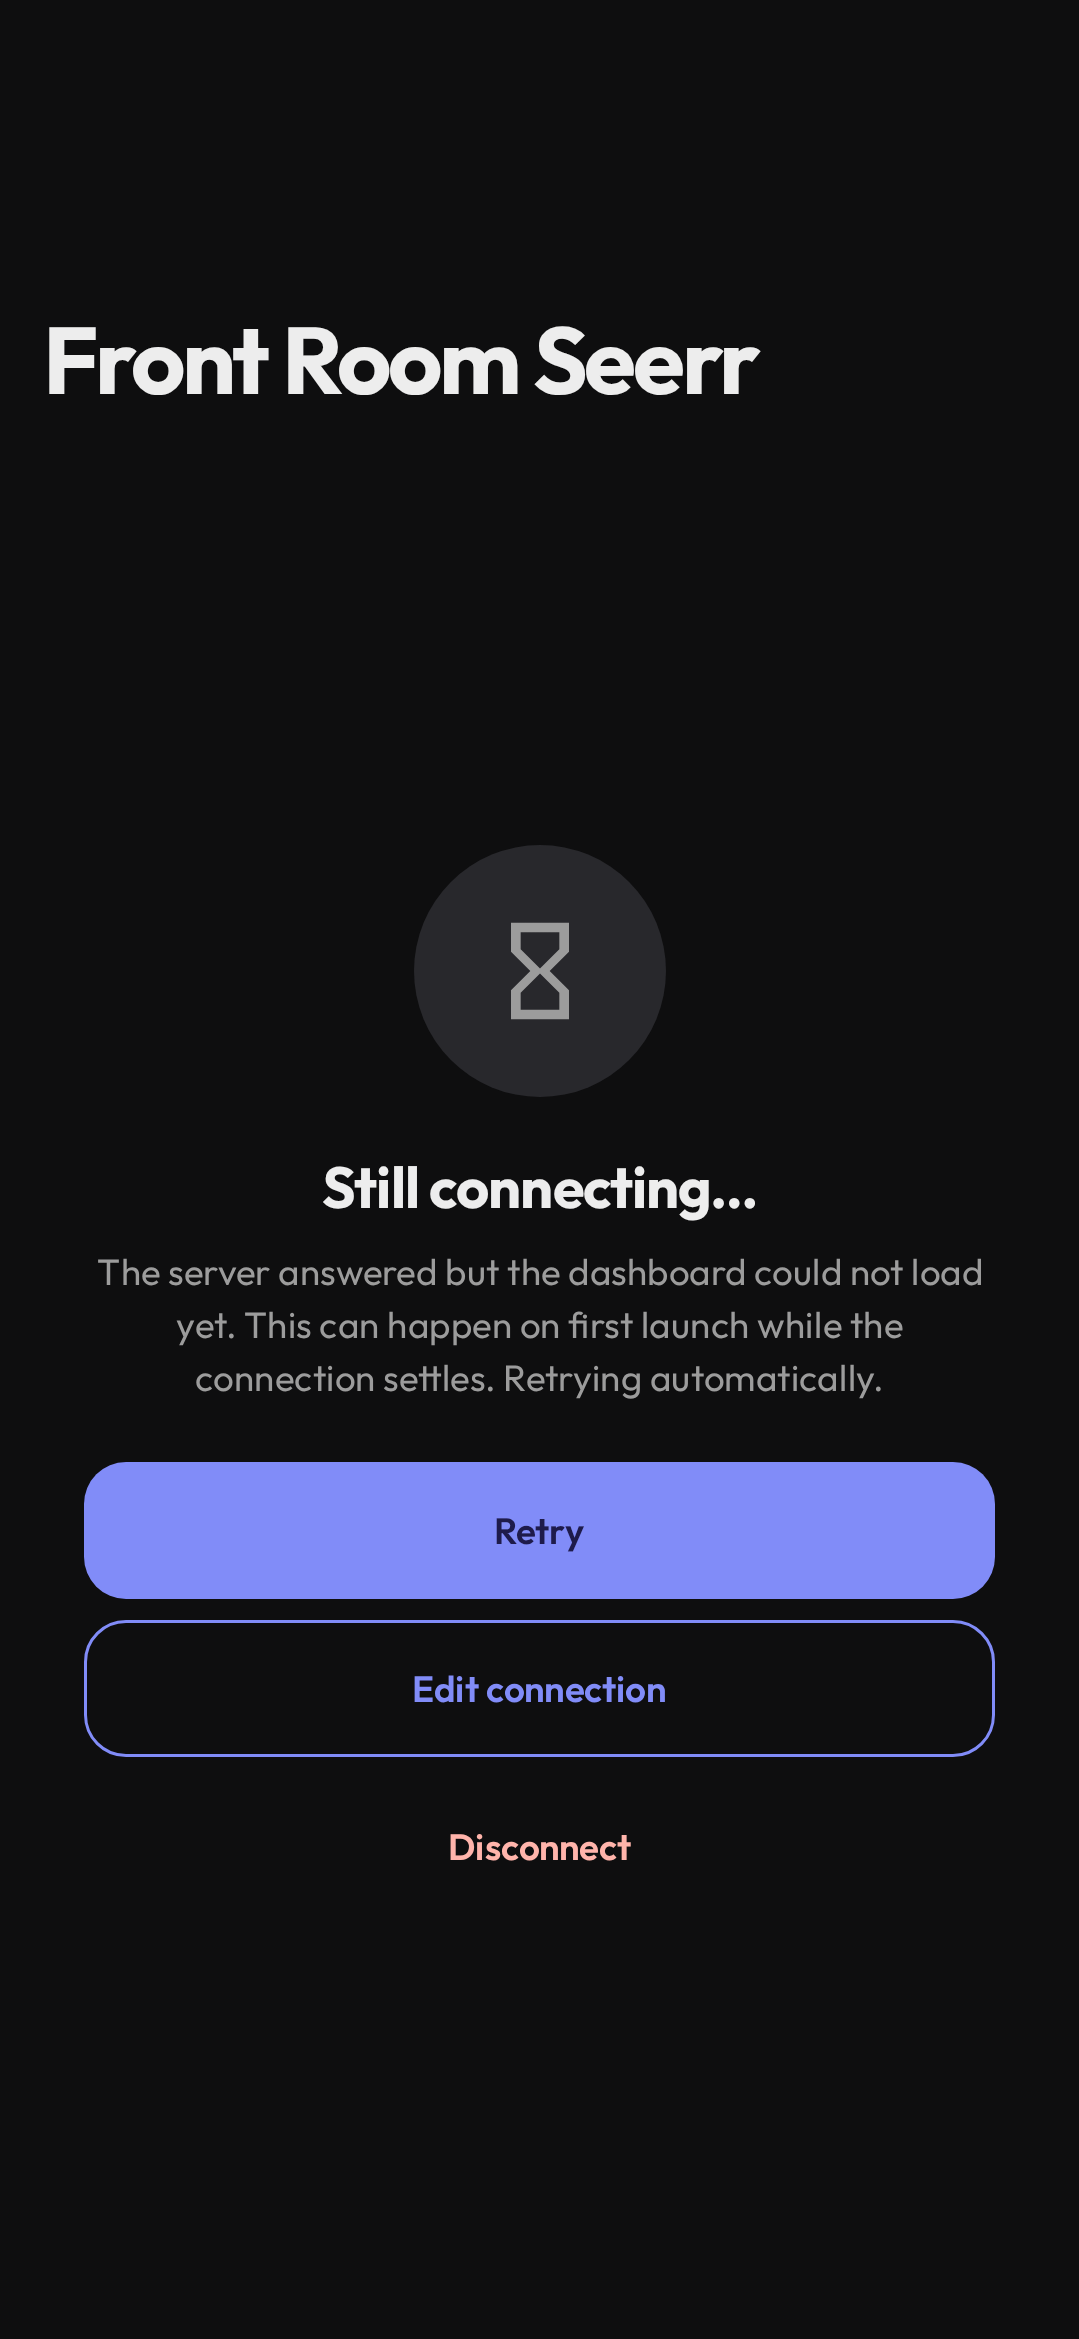 Front Room Seerr
Still connecting...
The server answered but the dashboard could not load
yet. This can happen on first launch while the
connection settles. Retrying automatically.
Retry
Edit connection
Disconnect